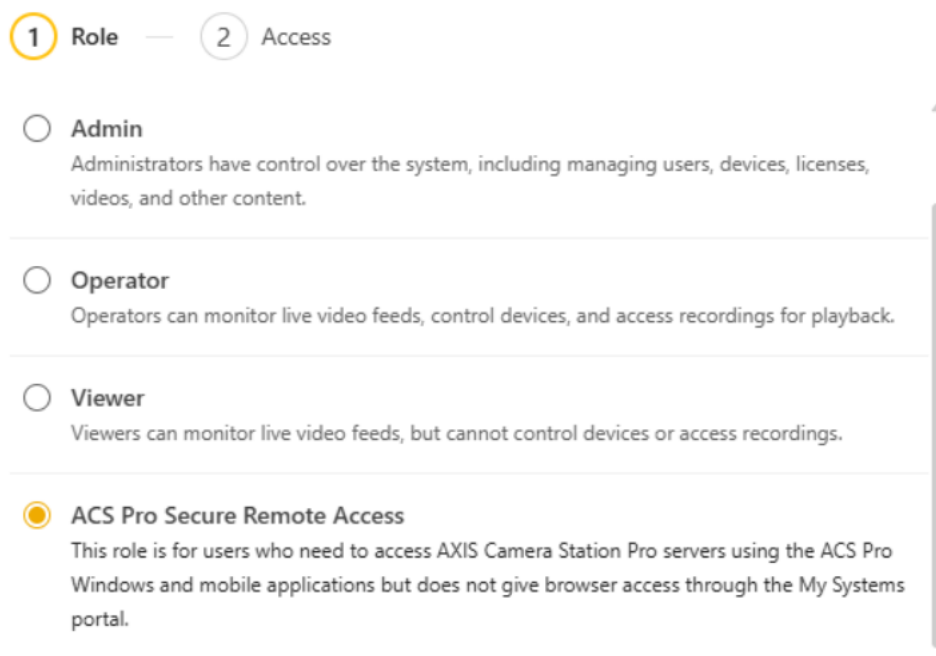 1 Role — 2 Access
Admin
Administrators have control over the system, including managing users, devices, licenses,
videos, and other content.
Operator
Operators can monitor live video feeds, control devices, and access recordings for playback.
Viewer
Viewers can monitor live video feeds, but cannot control devices or access recordings.
ACS Pro Secure Remote Access
This role is for users who need to access AXIS Camera Station Pro servers using the ACS Pro
Windows and mobile applications but does not give browser access through the My Systems
portal.